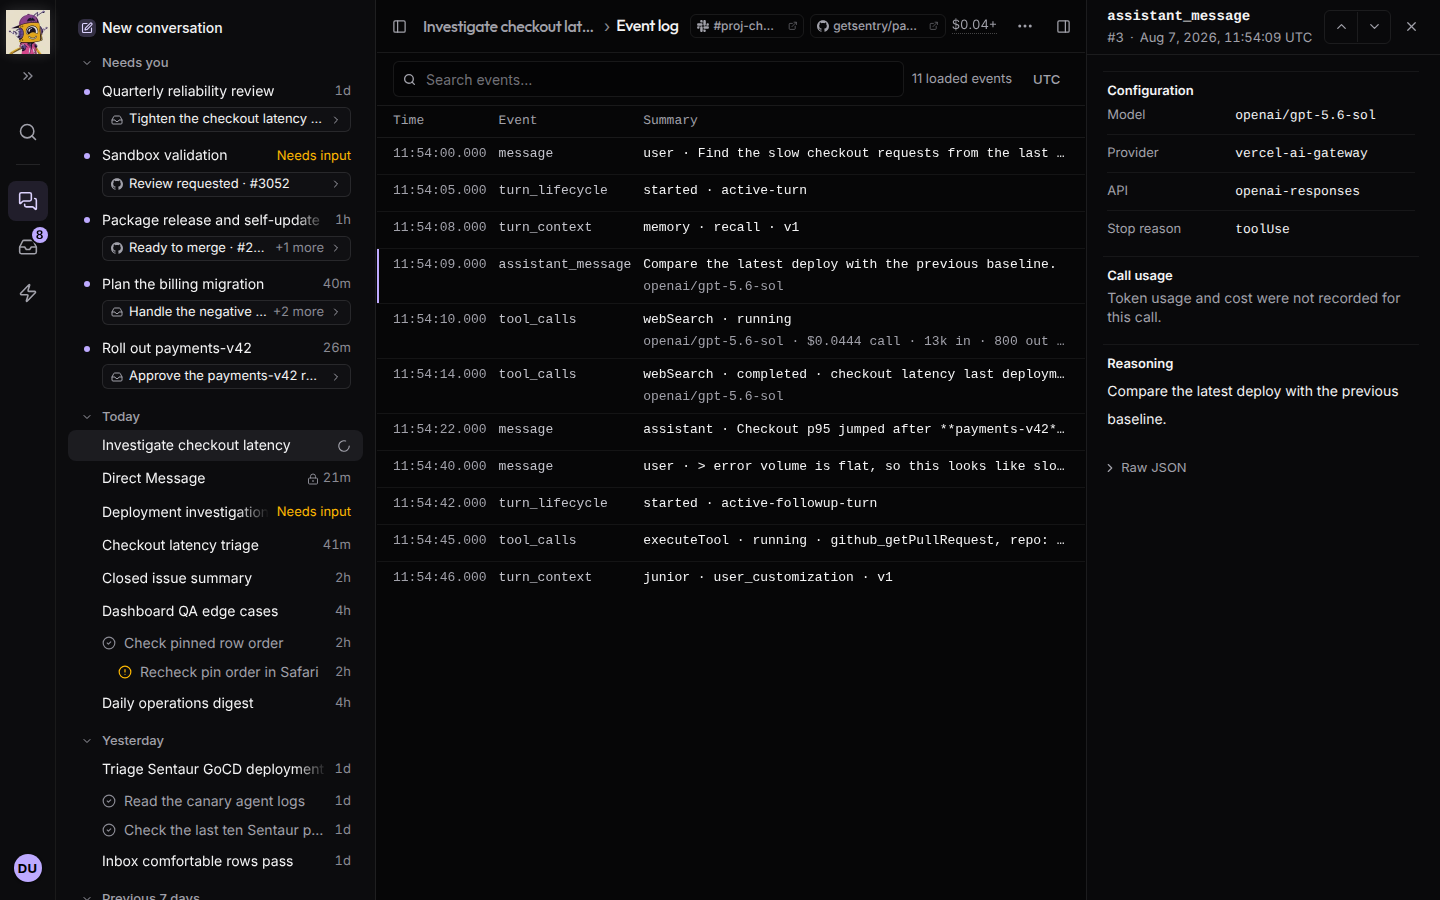 New conversation
Needs you
Quarterly reliability review 1d
Tighten the checkout latency ...
Sandbox validation Needs input
Review requested · #3052
Package release and self-update 1h
Ready to merge · #2... +1 more
Plan the billing migration 40m
Handle the negative ... +2 more
Roll out payments-v42 26m
Approve the payments-v42 r...
Today
Investigate checkout latency
Direct Message 21m
Deployment investigation Needs input
Checkout latency triage 41m
Closed issue summary 2h
Dashboard QA edge cases 4h
Check pinned row order 2h
Recheck pin order in Safari 2h
Daily operations digest 4h
Yesterday
Triage Sentaur GoCD deployment 1d
Read the canary agent logs 1d
Check the last ten Sentaur p... 1d
Inbox comfortable rows pass 1d
Previous 7 days
8
DU
Investigate checkout lat... › Event log #proj-ch... getsentry/pa... $0.04+
Search events... 11 loaded events UTC
Time Event Summary
11:54:00.000 message user · Find the slow checkout requests from the last …
11:54:05.000 turn_lifecycle started · active-turn
11:54:08.000 turn_context memory · recall · v1
11:54:09.000 assistant_message Compare the latest deploy with the previous baseline.
openai/gpt-5.6-sol
11:54:10.000 tool_calls webSearch · running
openai/gpt-5.6-sol · $0.0444 call · 13k in · 800 out …
11:54:14.000 tool_calls webSearch · completed · checkout latency last deploym…
openai/gpt-5.6-sol
11:54:22.000 message assistant · Checkout p95 jumped after **payments-v42*…
11:54:40.000 message user · > error volume is flat, so this looks like slo…
11:54:42.000 turn_lifecycle started · active-followup-turn
11:54:45.000 tool_calls executeTool · running · github_getPullRequest, repo: …
11:54:46.000 turn_context junior · user_customization · v1
assistant_message
#3 · Aug 7, 2026, 11:54:09 UTC
Configuration
Model openai/gpt-5.6-sol
Provider vercel-ai-gateway
API openai-responses
Stop reason toolUse
Call usage
Token usage and cost were not recorded for
this call.
Reasoning
Compare the latest deploy with the previous
baseline.
Raw JSON